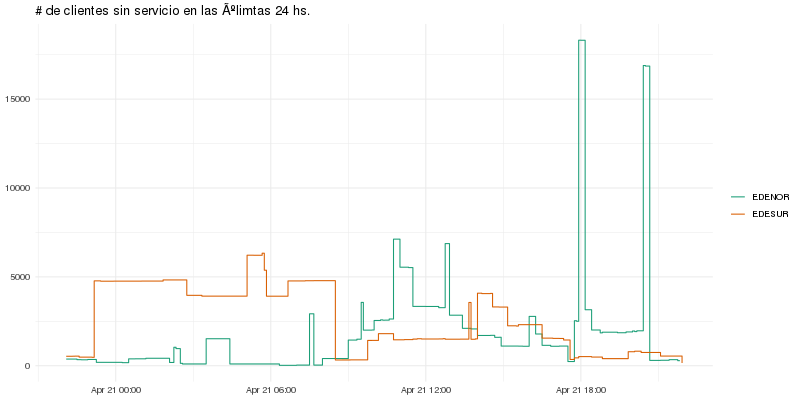 # de clientes sin servicio en las Ãºlimtas 24 hs.
15000
10000
5000
0
Apr 21 00:00
Apr 21 06:00
Apr 21 12:00
Apr 21 18:00
EDENOR
EDESUR